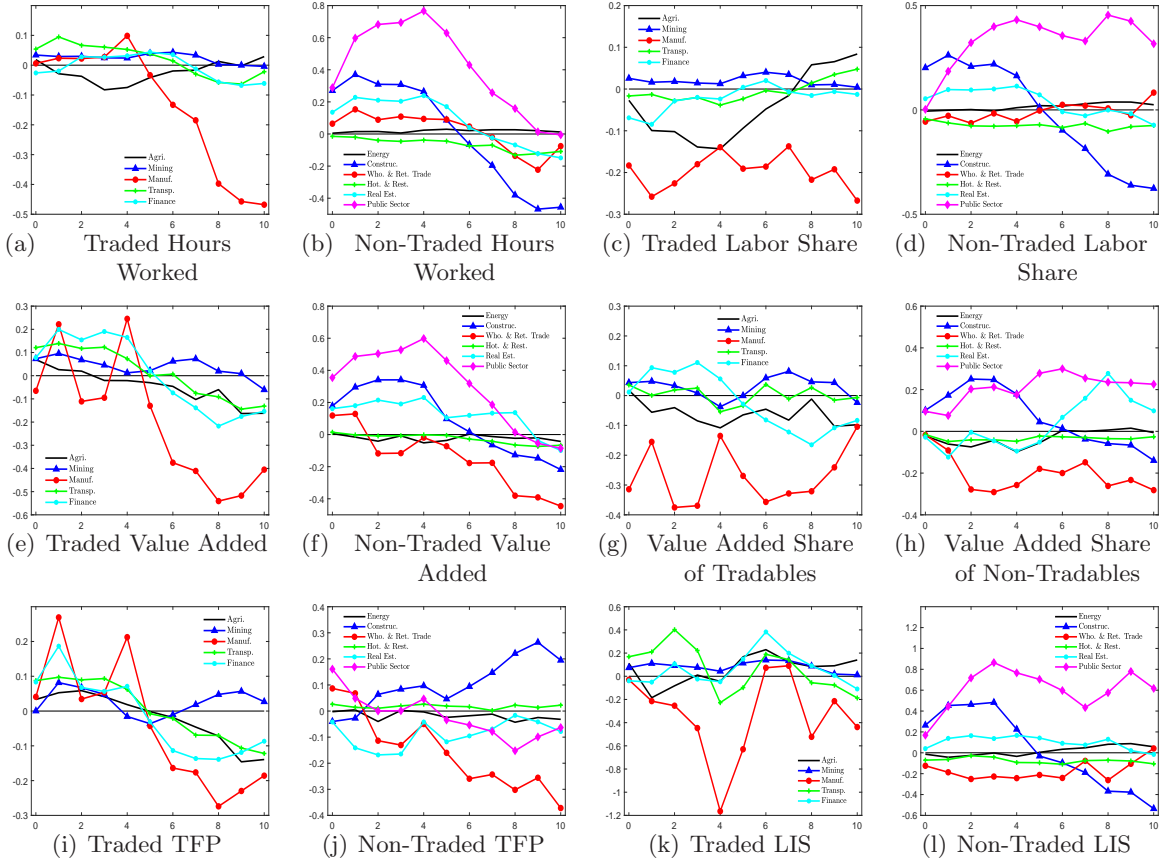 0.1
0
-0.1
-0.2
-0.3
-0.4
-0.5
Agri.
Mining
Manuf.
Transp.
Finance
0 2 4 6 8 10
(a) Traded Hours
Worked
0.8
0.6
0.4
0.2
0
-0.2
-0.4
Energy
Construc.
Who. & Ret. Trade
Hot. & Rest.
Real Est.
Public Sector
0 2 4 6 8 10
(b) Non-Traded Hours
Worked
0.2
0.1
0
-0.1
-0.2
-0.3
Agri.
Mining
Manuf.
Transp.
Finance
0 2 4 6 8 10
(c) Traded Labor Share
0.5
0
-0.5
Energy
Construc.
Who. & Ret. Trade
Hot. & Rest.
Real Est.
Public Sector
0 2 4 6 8 10
(d) Non-Traded Labor
Share
0.3
0.2
0.1
0
-0.1
-0.2
-0.3
-0.4
-0.5
-0.6
Agri.
Mining
Manuf.
Transp.
Finance
0 2 4 6 8 10
(e) Traded Value Added
0.8
0.6
0.4
0.2
0
-0.2
-0.4
Energy
Construc.
Who. & Ret. Trade
Hot. & Rest.
Real Est.
Public Sector
0 2 4 6 8 10
(f) Non-Traded Value
Added
0.4
0.3
0.2
0.1
0
-0.1
-0.2
-0.3
-0.4
Agri.
Mining
Manuf.
Transp.
Finance
0 2 4 6 8 10
(g) Value Added Share
of Tradables
0.6
0.4
0.2
0
-0.2
-0.4
Energy
Construc.
Who. & Ret. Trade
Hot. & Rest.
Real Est.
Public Sector
0 2 4 6 8 10
(h) Value Added Share
of Non-Tradables
0.2
0.1
0
-0.1
-0.2
-0.3
Agri.
Mining
Manuf.
Transp.
Finance
0 2 4 6 8 10
(i) Traded TFP
0.4
0.3
0.2
0.1
0
-0.1
-0.2
-0.3
-0.4
Energy
Construc.
Who. & Ret. Trade
Hot. & Rest.
Real Est.
Public Sector
0 2 4 6 8 10
(j) Non-Traded TFP
0.4
0.2
0
-0.2
-0.4
-0.6
-0.8
-1
-1.2
Agri.
Mining
Manuf.
Transp.
Finance
0 2 4 6 8 10
(k) Traded LIS
1.2
1
0.8
0.6
0.4
0.2
0
-0.2
-0.4
-0.6
Energy
Construc.
Who. & Ret. Trade
Hot. & Rest.
Real Est.
Public Sector
0 2 4 6 8 10
(l) Non-Traded LIS